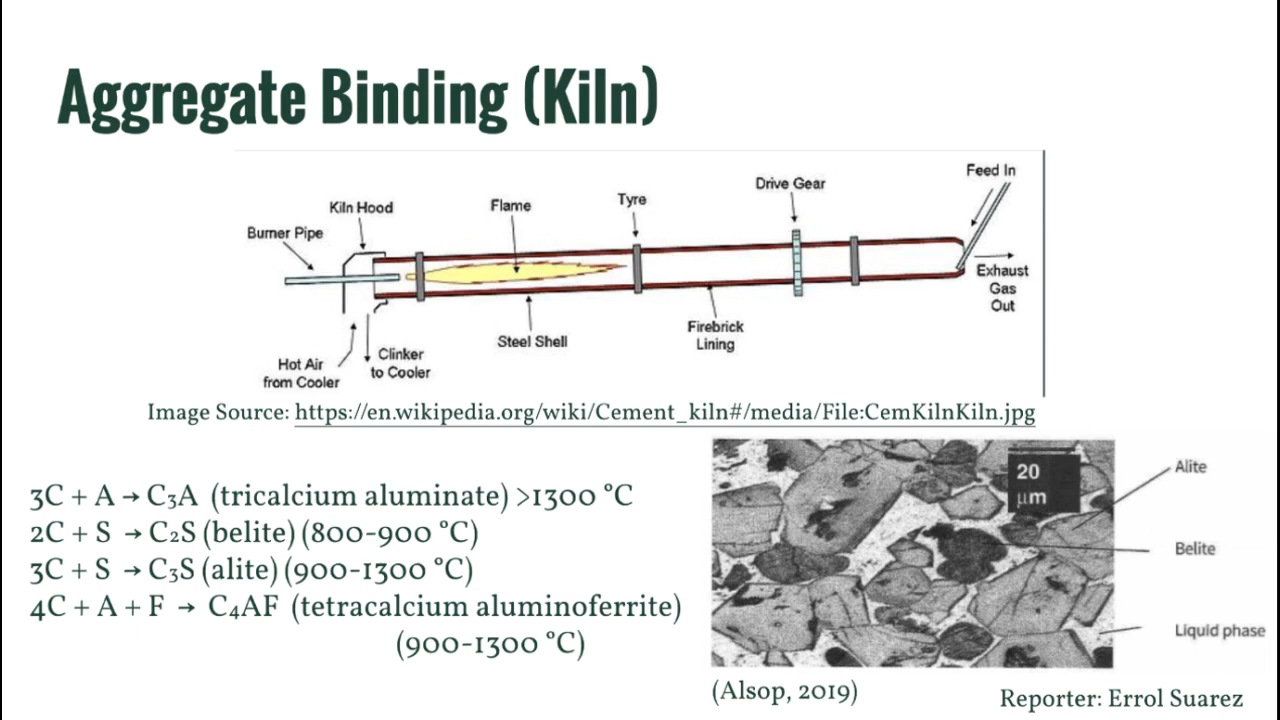 Aggregate Binding (Kiln)
Feed In
Drive Gear
Tyre
Flame
Kiln Hood
Burner Pipe
Exhaust
Gas
Out
Firebrick
Lining
Steel Shell
Clinker
to Cooler
Hot Air
from Cooler
Image Source: https://en.wikipedia.org/wiki/Cement_kiln#/media/File:CemKilnKiln.jpg
3C + A → C₃A (tricalcium aluminate) >1300 °C
2C + S → C₂S (belite) (800-900 °C)
3C + S → C₃S (alite) (900-1300 °C)
4C + A + F → C₄AF (tetracalcium aluminoferrite)
(900-1300 °C)
20
µm
Alite
Belite
Liquid phase
(Alsop, 2019)
Reporter: Errol Suarez